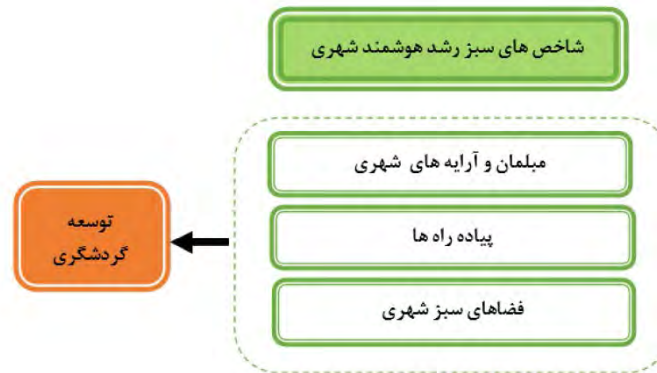 شاخص های سبز رشد هوشمند شهری
مبلمان و آرایه های شهری
پیاده راه ها
فضاهای سبز شهری
توسعه
گردشگری